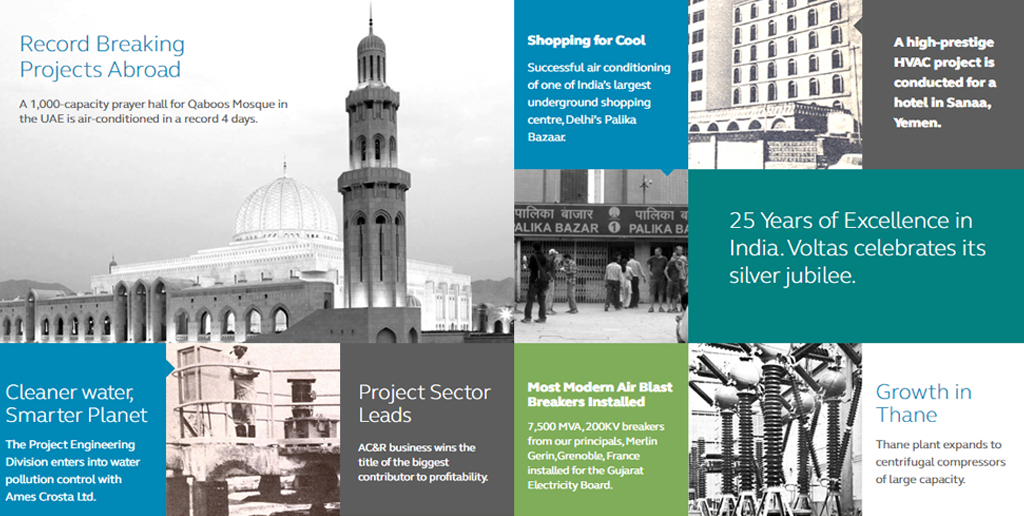 Record Breaking
Projects Abroad
A 1,000-capacity prayer hall for Qaboos Mosque in
the UAE is air-conditioned in a record 4 days.
Shopping for Cool
Successful air conditioning
of one of India's largest
underground shopping
centre, Delhi's Palika
Bazaar.
A high-prestige
HVAC project is
conducted for a
hotel in Sanaa,
Yemen.
पालिका बाजार 1 पालिका ब
PALIKA BAZAR PALIKA BA
25 Years of Excellence in
India. Voltas celebrates its
silver jubilee.
Cleaner water,
Smarter Planet
The Project Engineering
Division enters into water
pollution control with
Ames Crosta Ltd.
Project Sector
Leads
AC&R business wins the
title of the biggest
contributor to profitability.
Most Modern Air Blast
Breakers Installed
7,500 MVA, 200KV breakers
from our principals, Merlin
Gerin, Grenoble, France
installed for the Gujarat
Electricity Board.
Growth in
Thane
Thane plant expands to
centrifugal compressors
of large capacity.